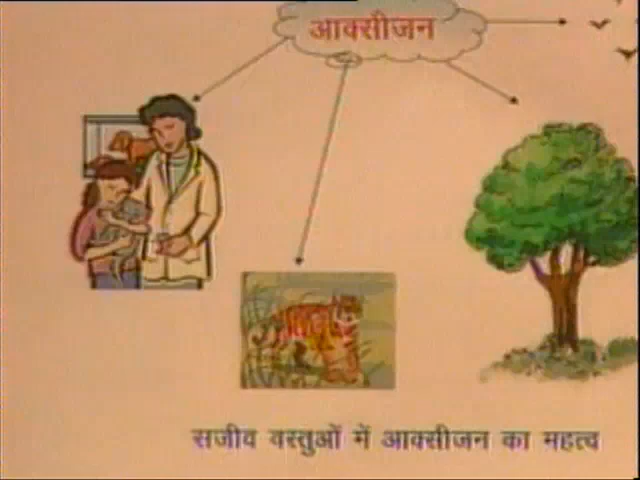 आक्सीजन
सजीव वस्तुओं में आक्सीजन का महत्व